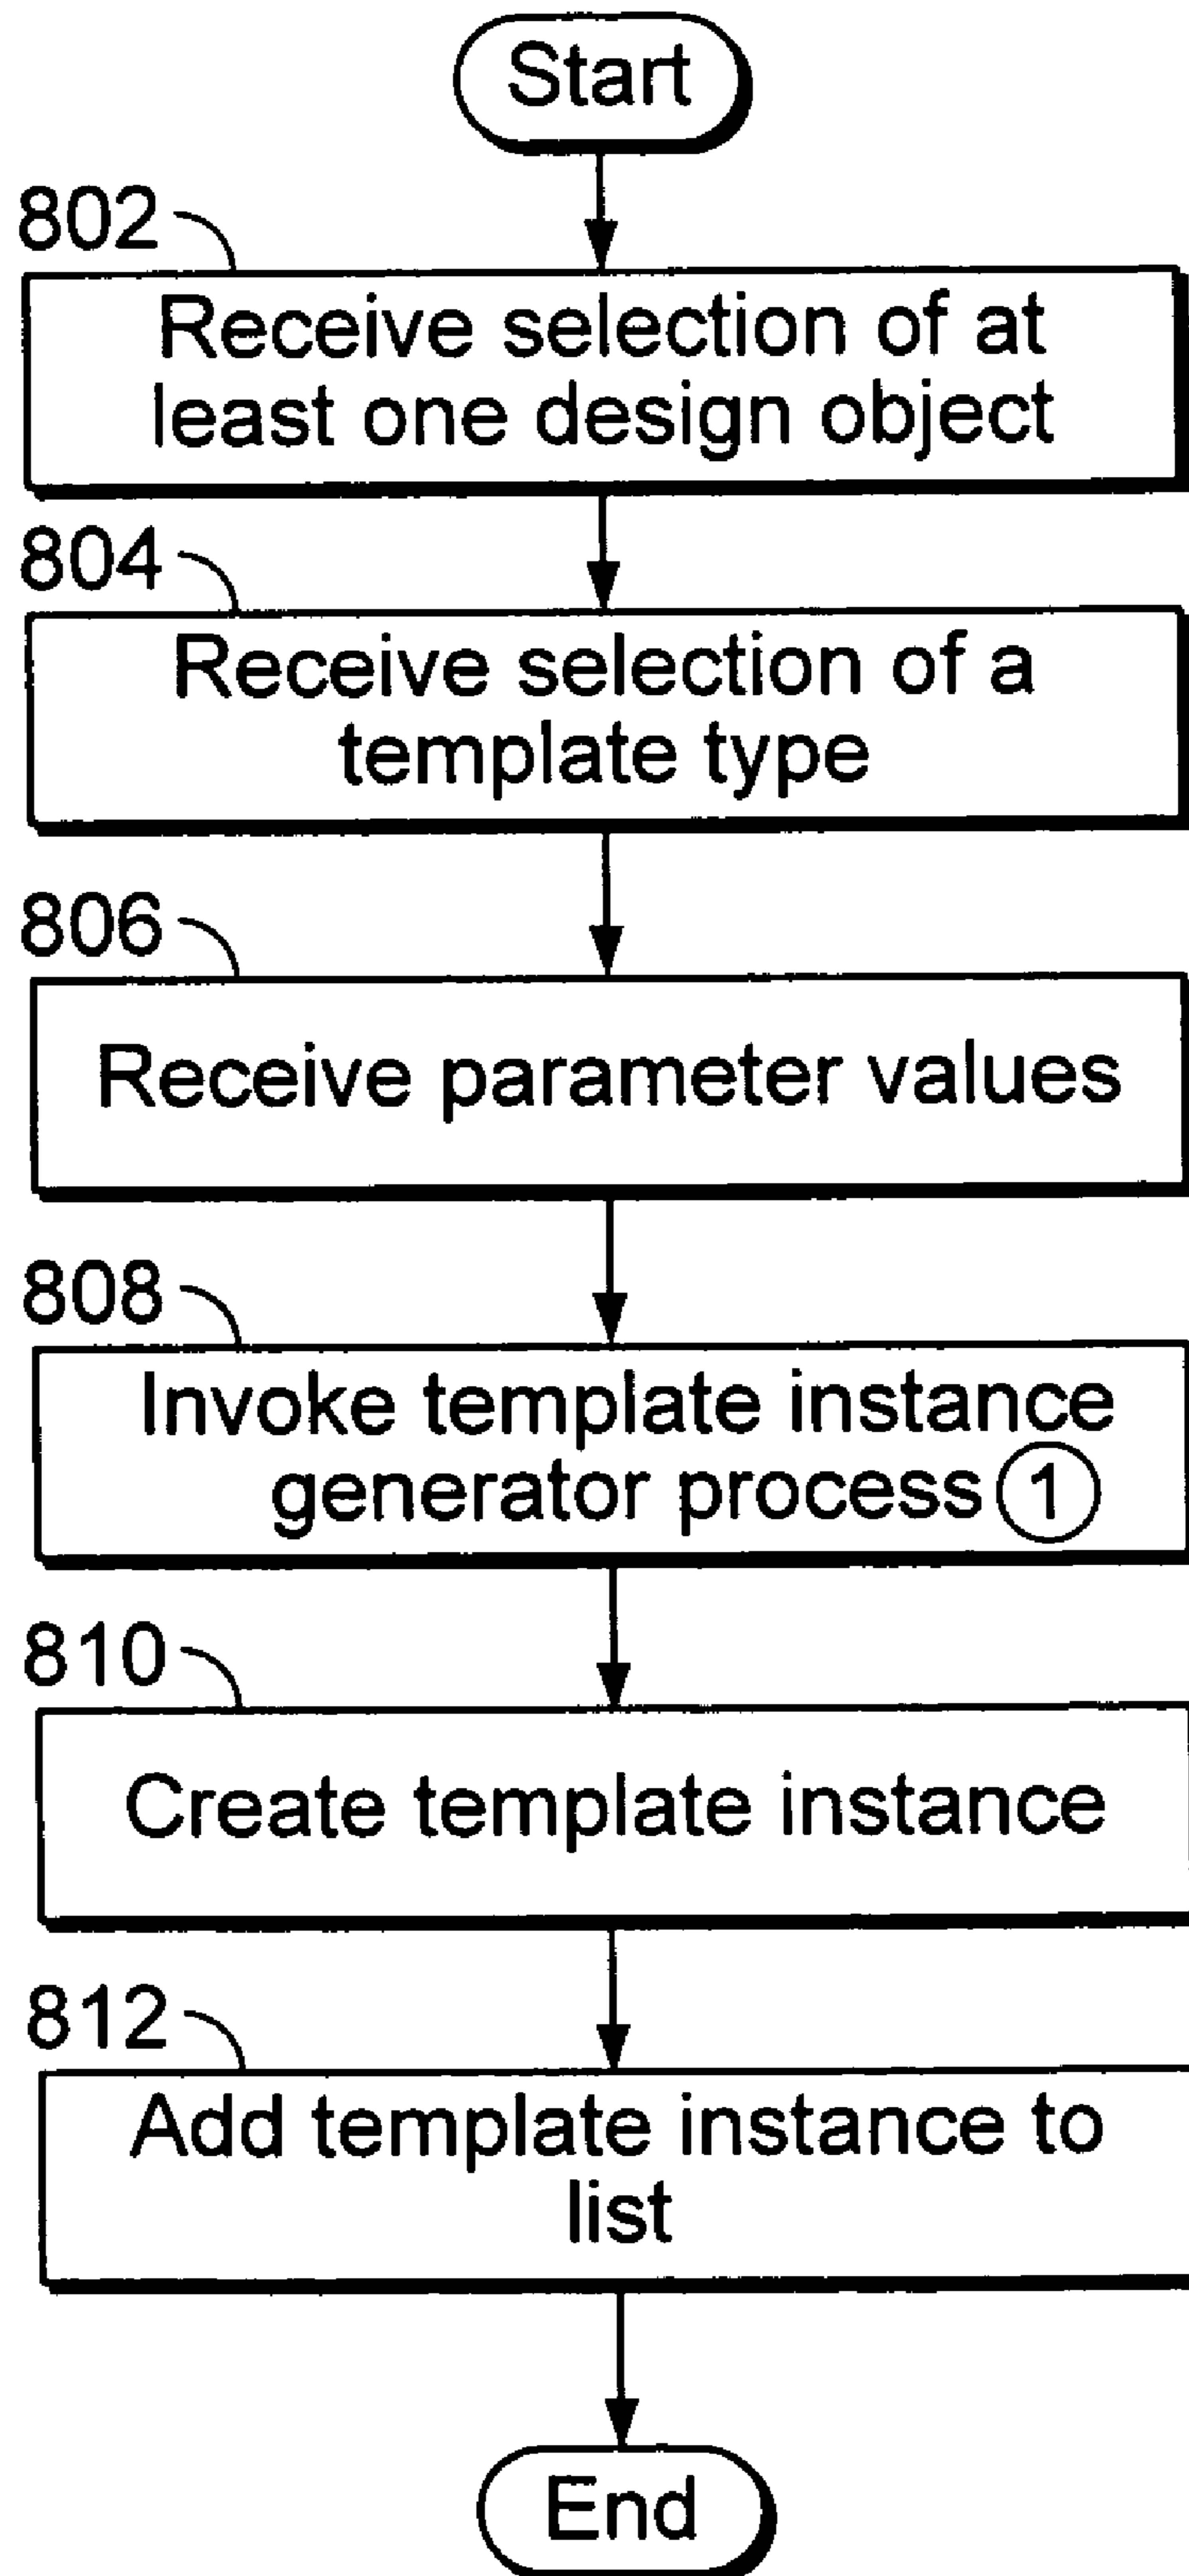 Start
802
Receive selection of at
least one design object
804
Receive selection of a
template type
806
Receive parameter values
808
Invoke template instance
generator process 1
810
Create template instance
812
Add template instance to
list
End